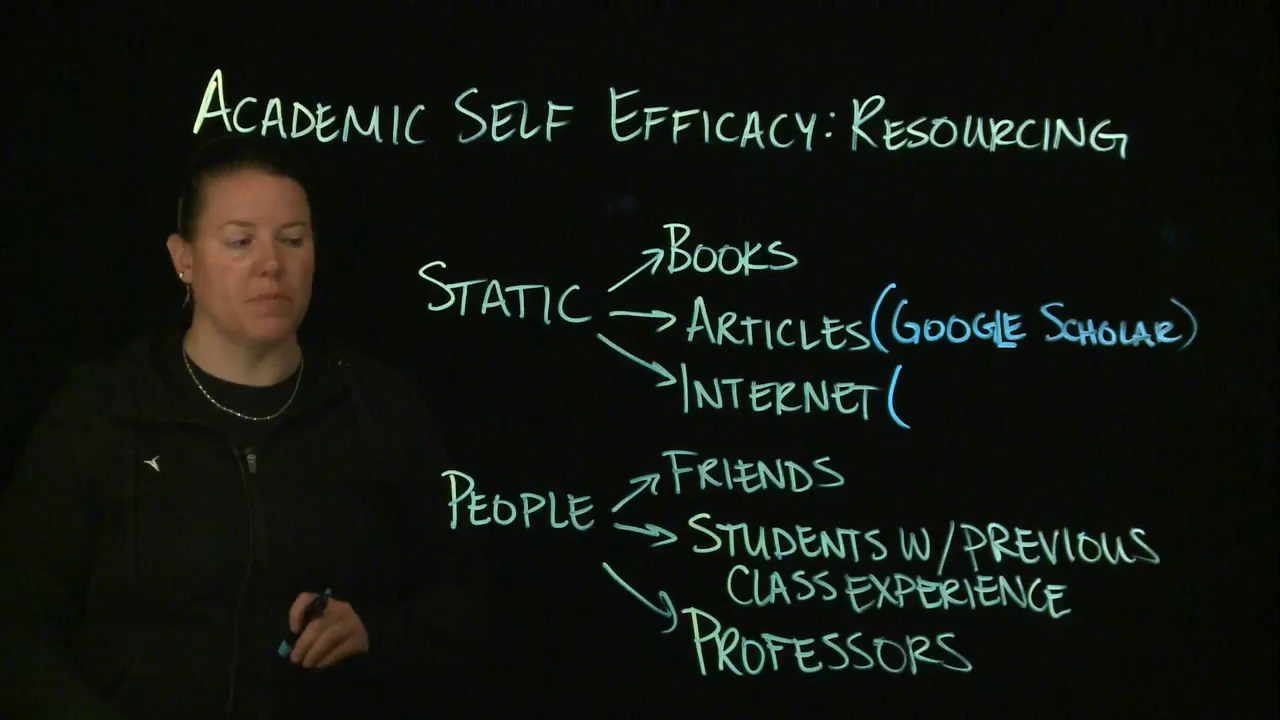 ACADEMIC SELF EFFICACY: RESOURCING
BOOKS
STATIC
ARTICLES (GOOGLE SCHOLAR)
INTERNET (
FRIENDS
PEOPLE
STUDENTS W/ PREVIOUS
CLASS EXPERIENCE
PROFESSORS